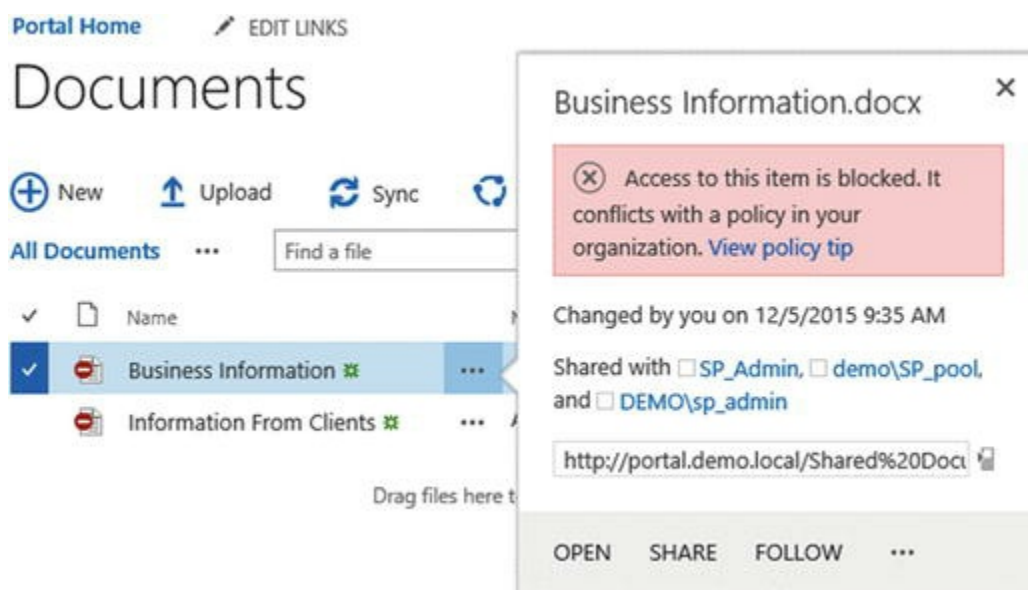 Portal Home EDIT LINKS
Documents
New Upload Sync
All Documents ••• Find a file
Name
Business Information •••
Information From Clients •••
Drag files here t
Business Information.docx
Access to this item is blocked. It
conflicts with a policy in your
organization. View policy tip
Changed by you on 12/5/2015 9:35 AM
Shared with SP_Admin, demo\SP_pool,
and DEMO\sp_admin
http://portal.demo.local/Shared%20Docu
OPEN SHARE FOLLOW •••